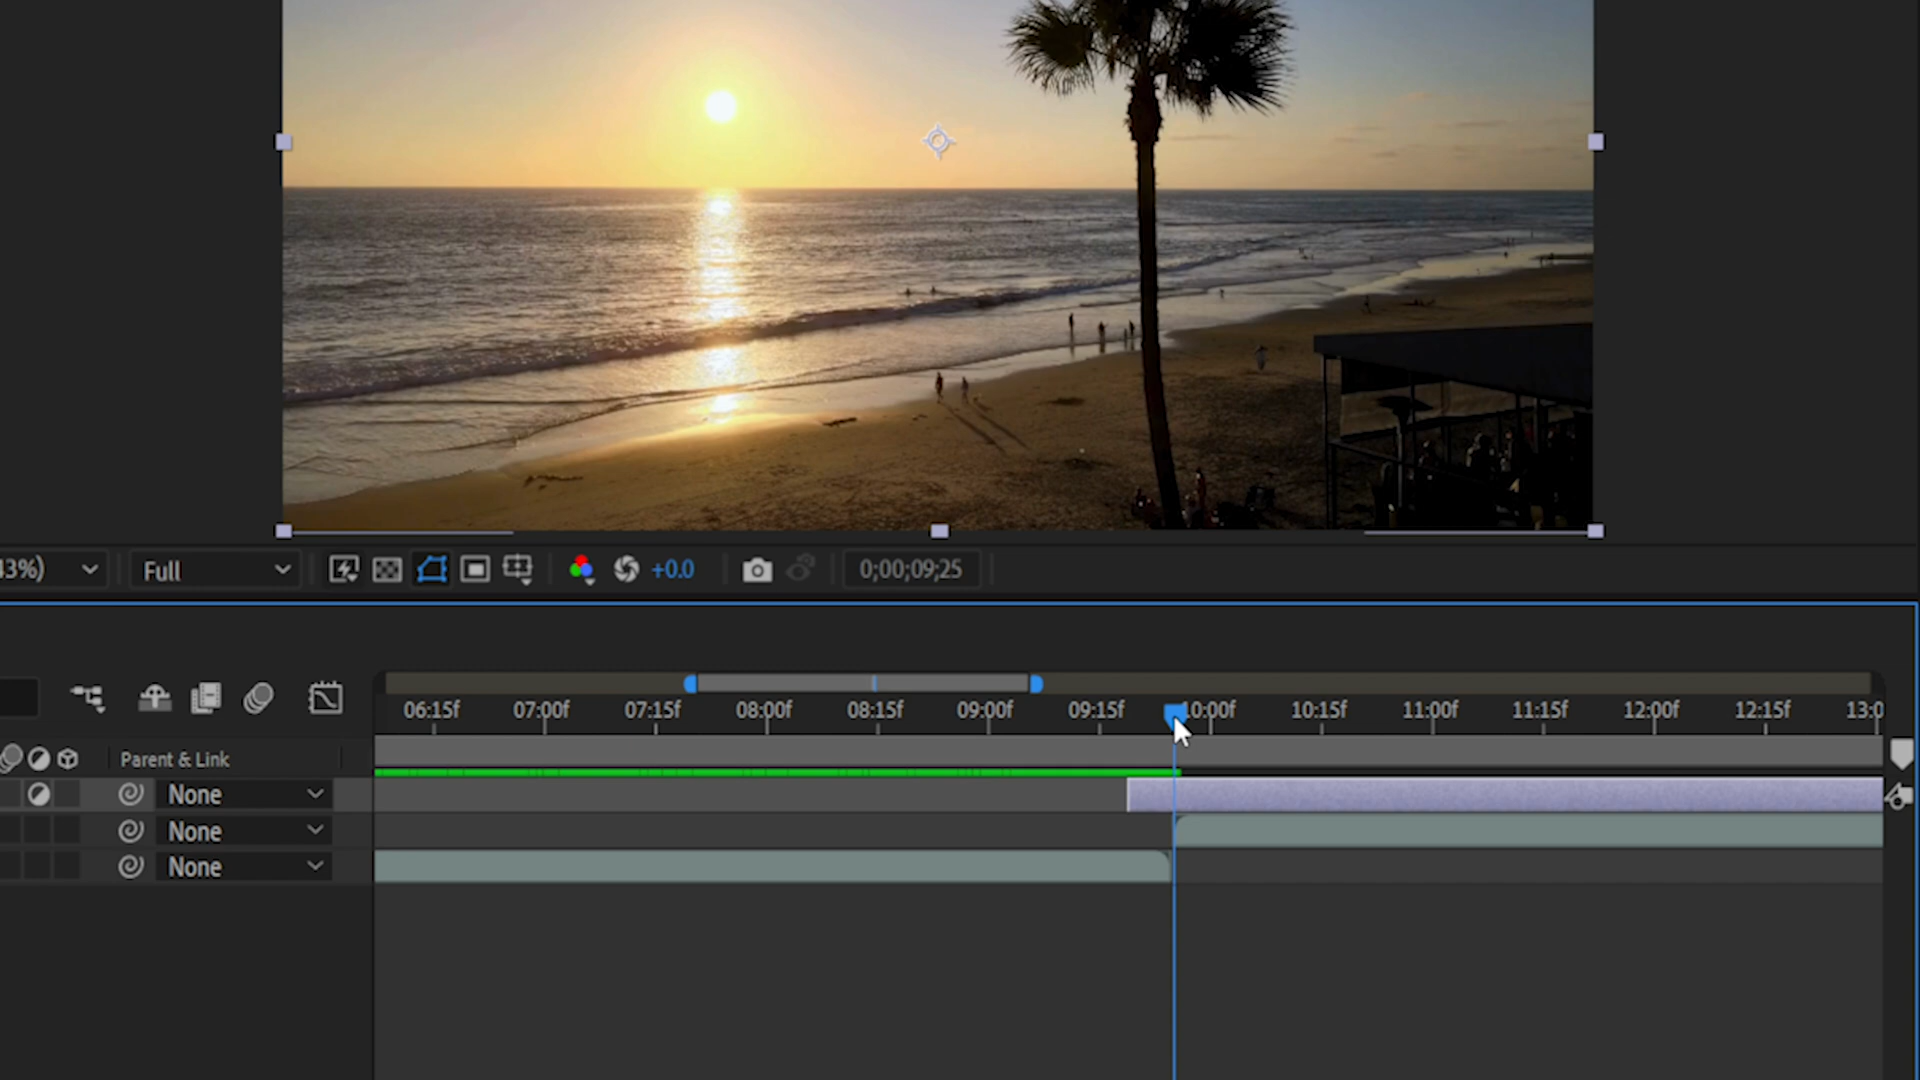 43%) Full +0.0 0;00;09;25
06:15f 07:00f 07:15f 08:00f 08:15f 09:00f 09:15f 10:00f 10:15f 11:00f 11:15f 12:00f 12:15f 13:0
Parent & Link
None
None
None